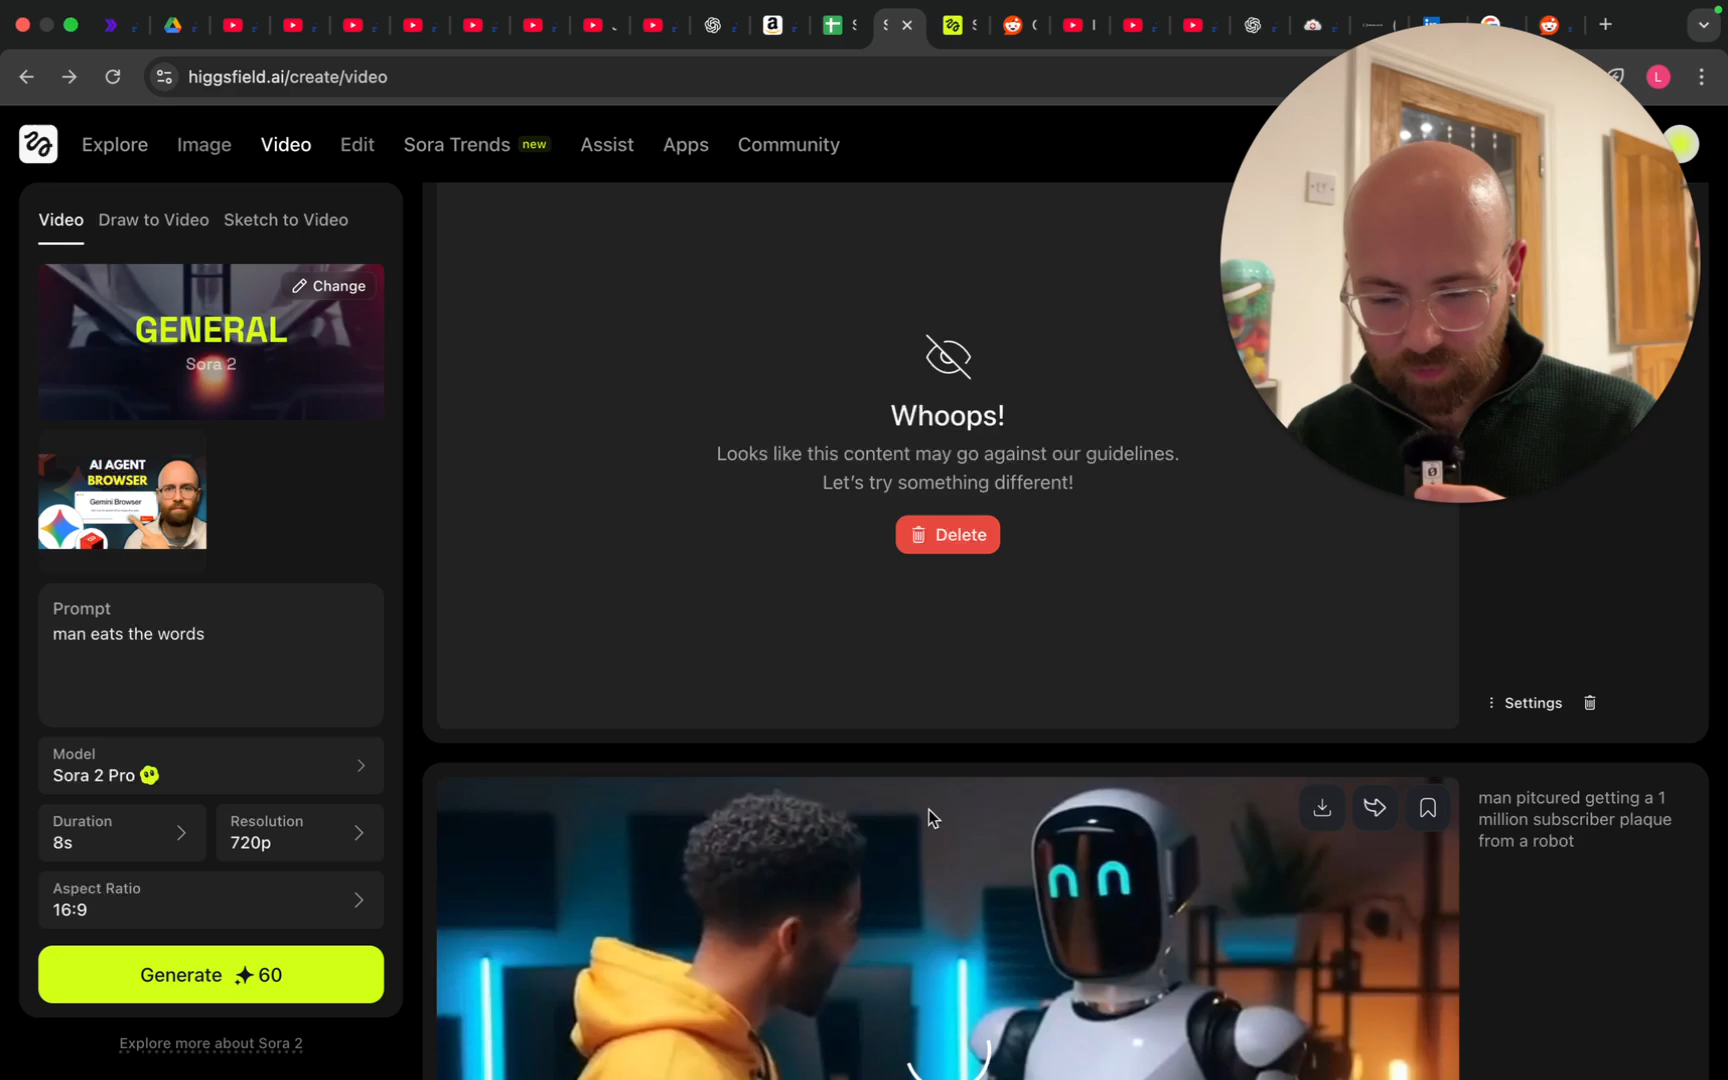 higgsfield.ai/create/video
L
Explore
Image
Video
Edit
Sora Trends new
Assist
Apps
Community
Video
Draw to Video
Sketch to Video
Change
GENERAL
Sora 2
AI AGENT
BROWSER
Gemini Browser
Prompt
man eats the words
Model
Sora 2 Pro
Duration
8s
Resolution
720p
Aspect Ratio
16:9
Generate 60
Explore more about Sora 2
Whoops!
Looks like this content may go against our guidelines.
Let's try something different!
Delete
Settings
man pitcured getting a 1
million subscriber plaque
from a robot